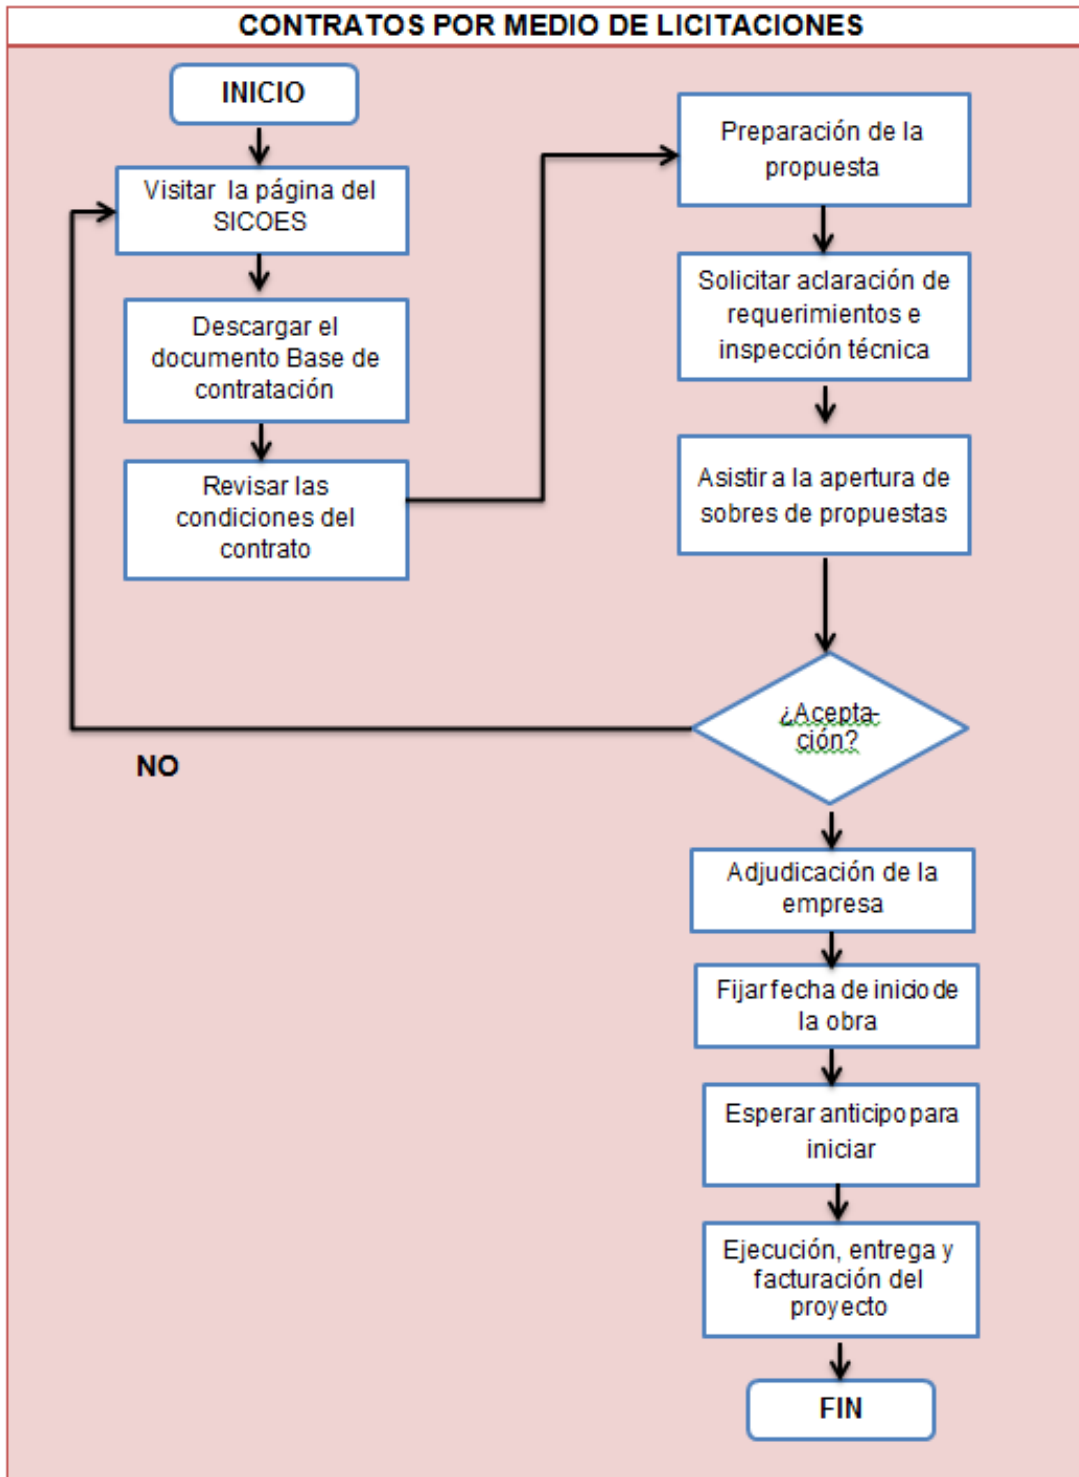 CONTRATOS POR MEDIO DE LICITACIONES
INICIO
Visitar la página del
SICOES
Descargar el
documento Base de
contratación
Revisar las
condiciones del
contrato
Preparación de la
propuesta
Solicitar aclaración de
requerimientos e
inspección técnica
Asistir a la apertura de
sobres de propuestas
¿Acepta-
ción?
NO
Adjudicación de la
empresa
Fijar fecha de inicio de
la obra
Esperar anticipo para
iniciar
Ejecución, entrega y
facturación del
proyecto
FIN